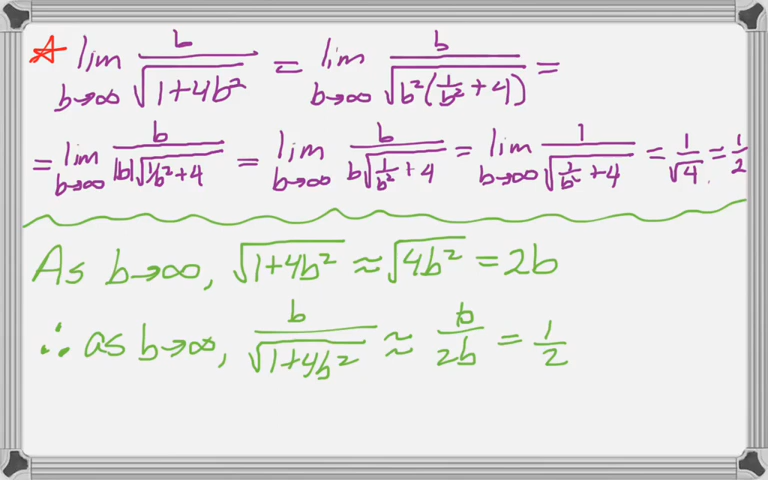 ☆ lim b→∞ b/√(1+4b²) = lim b→∞ b/√(b²(1/b²+4)) =
= lim b→∞ b/(|b|√(1/b²+4)) = lim b→∞ b/(b√(1/b²+4)) = lim b→∞ 1/√(1/b²+4) = 1/√4 = 1/2
As b→∞, √(1+4b²) ≈ √(4b²) = 2b
∴ as b→∞, b/√(1+4b²) ≈ b/2b = 1/2